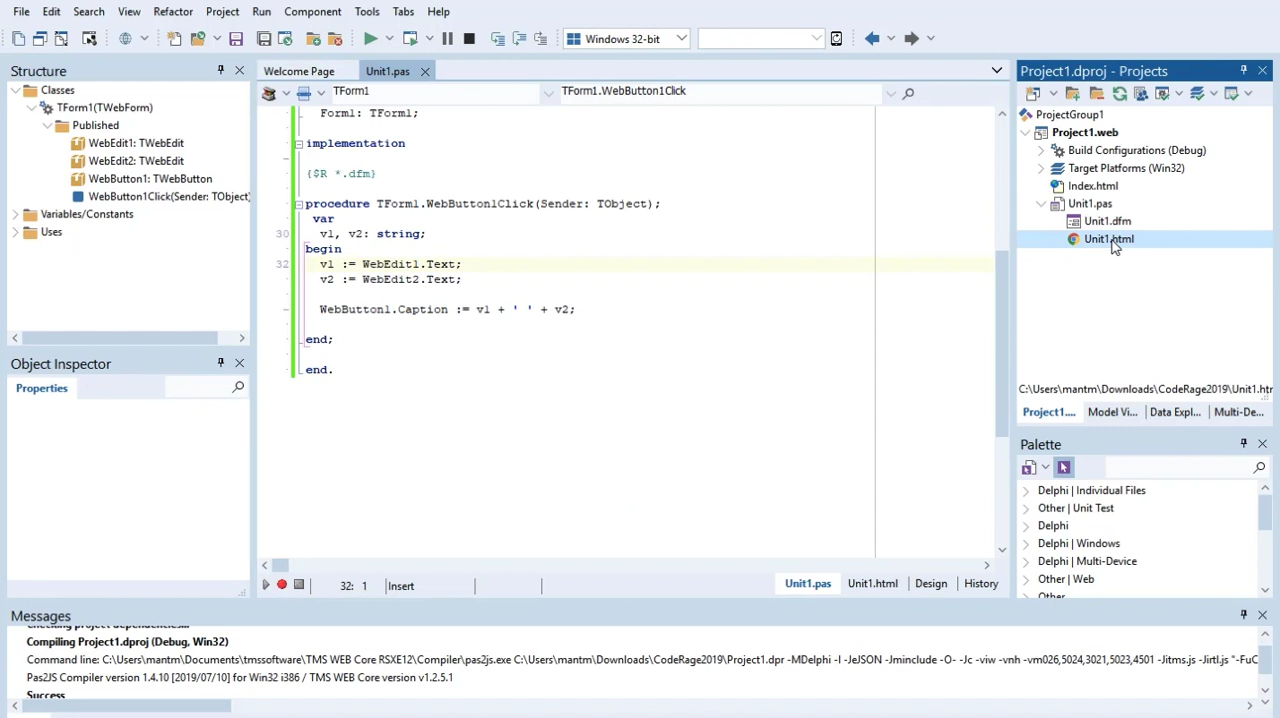 File Edit Search View Refactor Project Run Component Tools Tabs Help
Windows 32-bit
Structure
Classes
TForm1(TWebForm)
Published
WebEdit1: TWebEdit
WebEdit2: TWebEdit
WebButton1: TWebButton
WebButton1Click(Sender: TObject)
Variables/Constants
Uses
Object Inspector
Properties
Welcome Page
Unit1.pas
TForm1
TForm1.WebButton1Click
Form1: TForm1;
implementation
{$R *.dfm}
procedure TForm1.WebButton1Click(Sender: TObject);
var
30 v1, v2: string;
begin
32 v1 := WebEdit1.Text;
v2 := WebEdit2.Text;
WebButton1.Caption := v1 + ' ' + v2;
end;
end.
32: 1 Insert
Unit1.pas Unit1.html Design History
Project1.dproj - Projects
ProjectGroup1
Project1.web
Build Configurations (Debug)
Target Platforms (Win32)
Index.html
Unit1.pas
Unit1.dfm
Unit1.html
C:\Users\mantm\Downloads\CodeRage2019\Unit1.htr
Project1.... Model Vi... Data Expl... Multi-De...
Palette
Delphi | Individual Files
Other | Unit Test
Delphi
Delphi | Windows
Delphi | Multi-Device
Other | Web
Other
Messages
Checking project dependencies...
Compiling Project1.dproj (Debug, Win32)
Command line: C:\Users\mantm\Documents\tmssoftware\TMS WEB Core RSXE12\Compiler\pas2js.exe C:\Users\mantm\Downloads\CodeRage2019\Project1.dpr -MDelphi -l -JeJSON -Jminclude -O- -Jc -viw -vnh -vm026,5024,3021,5023,4501 -Jitms.js -Jirtl.js "-FuC
Pas2JS Compiler version 1.4.10 [2019/07/10] for Win32 i386 / TMS WEB Core version v1.2.5.1
Success